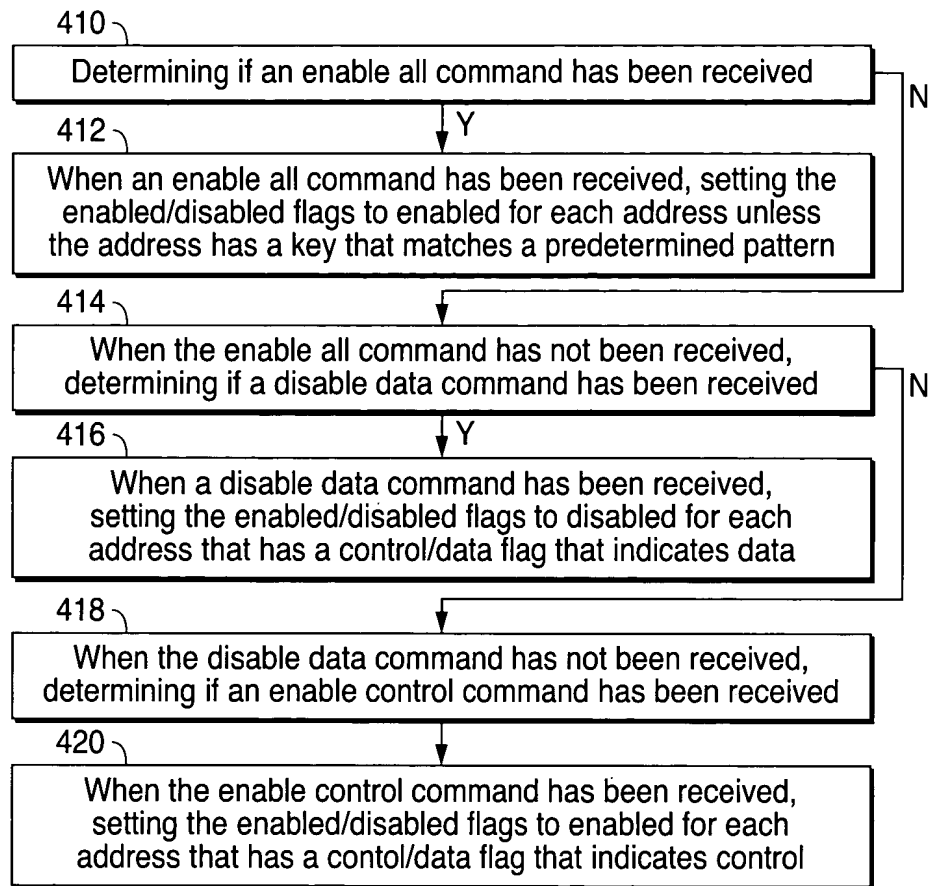 410
Determining if an enable all command has been received
N
Y
412
When an enable all command has been received, setting the
enabled/disabled flags to enabled for each address unless
the address has a key that matches a predetermined pattern
414
When the enable all command has not been received,
determining if a disable data command has been received
N
Y
416
When a disable data command has been received,
setting the enabled/disabled flags to disabled for each
address that has a control/data flag that indicates data
418
When the disable data command has not been received,
determining if an enable control command has been received
420
When the enable control command has been received,
setting the enabled/disabled flags to enabled for each
address that has a contol/data flag that indicates control